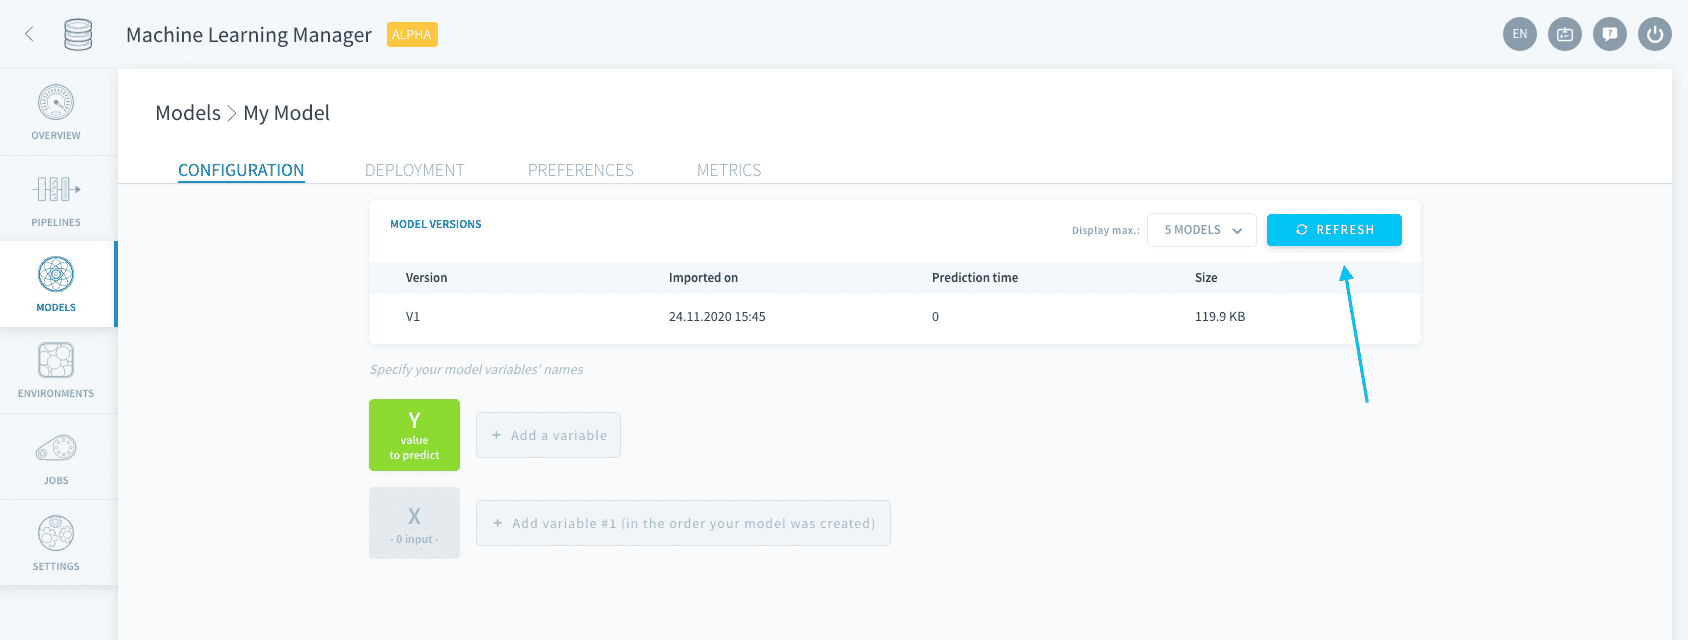 Machine Learning Manager ALPHA
EN
OVERVIEW
PIPELINES
MODELS
ENVIRONMENTS
JOBS
SETTINGS
Models > My Model
CONFIGURATION DEPLOYMENT PREFERENCES METRICS
MODEL VERSIONS
Display max.: 5 MODELS REFRESH
Version Imported on Prediction time Size
V1 24.11.2020 15:45 0 119.9 KB
Specify your model variables' names
Y
value
to predict
+ Add a variable
X
- 0 input -
+ Add variable #1 (in the order your model was created)